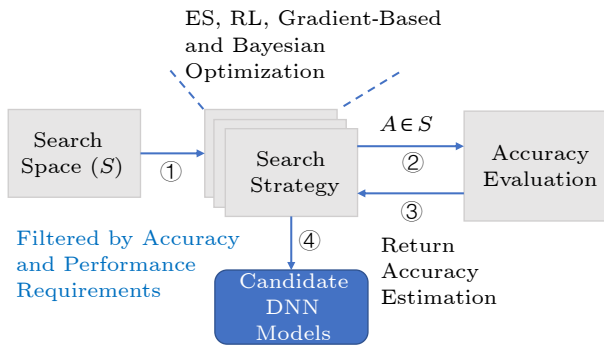 ES, RL, Gradient-Based
and Bayesian
Optimization
Search
Space (S)
①
Search
Strategy
A∈S
②
③
Accuracy
Evaluation
Filtered by Accuracy
and Performance
Requirements
④
Return
Accuracy
Estimation
Candidate
DNN
Models